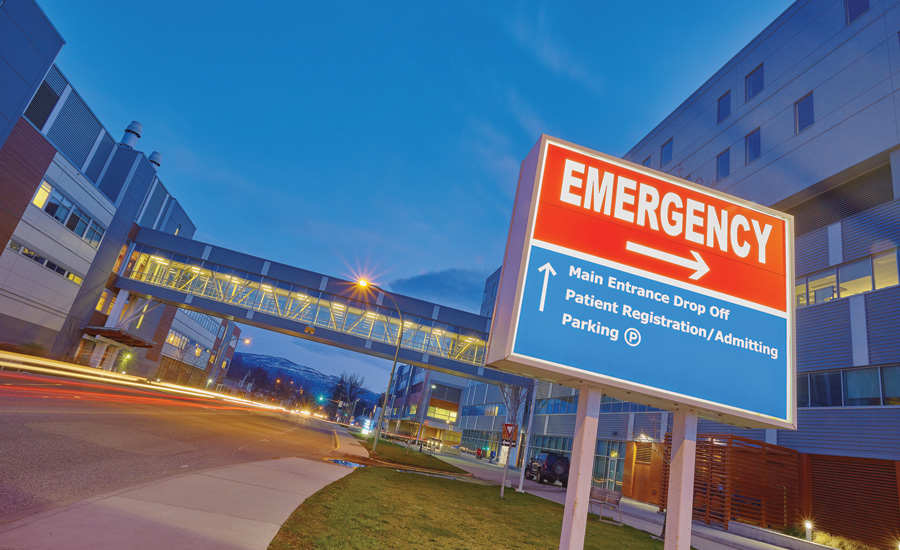 EMERGENCY
Main Entrance Drop Off
Patient Registration/Admitting
Parking P